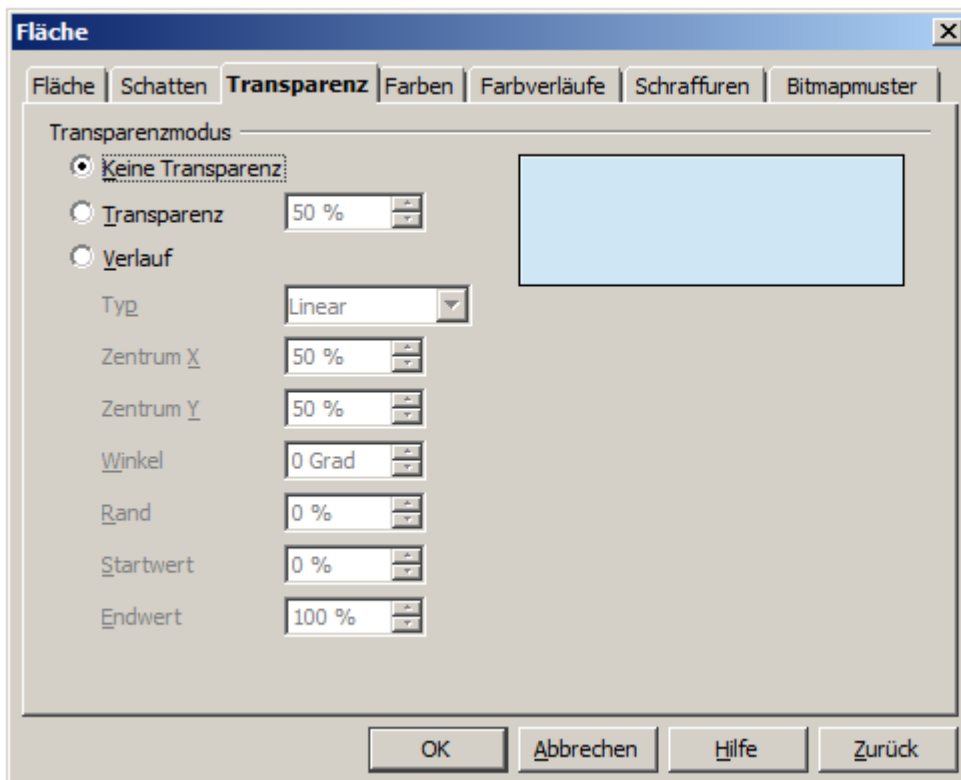 Fläche
Fläche Schatten Transparenz Farben Farbverläufe Schraffuren Bitmapmuster
Transparenzmodus
Keine Transparenz
Transparenz 50 %
Verlauf
Typ Linear
Zentrum X 50 %
Zentrum Y 50 %
Winkel 0 Grad
Rand 0 %
Startwert 0 %
Endwert 100 %
OK Abbrechen Hilfe Zurück